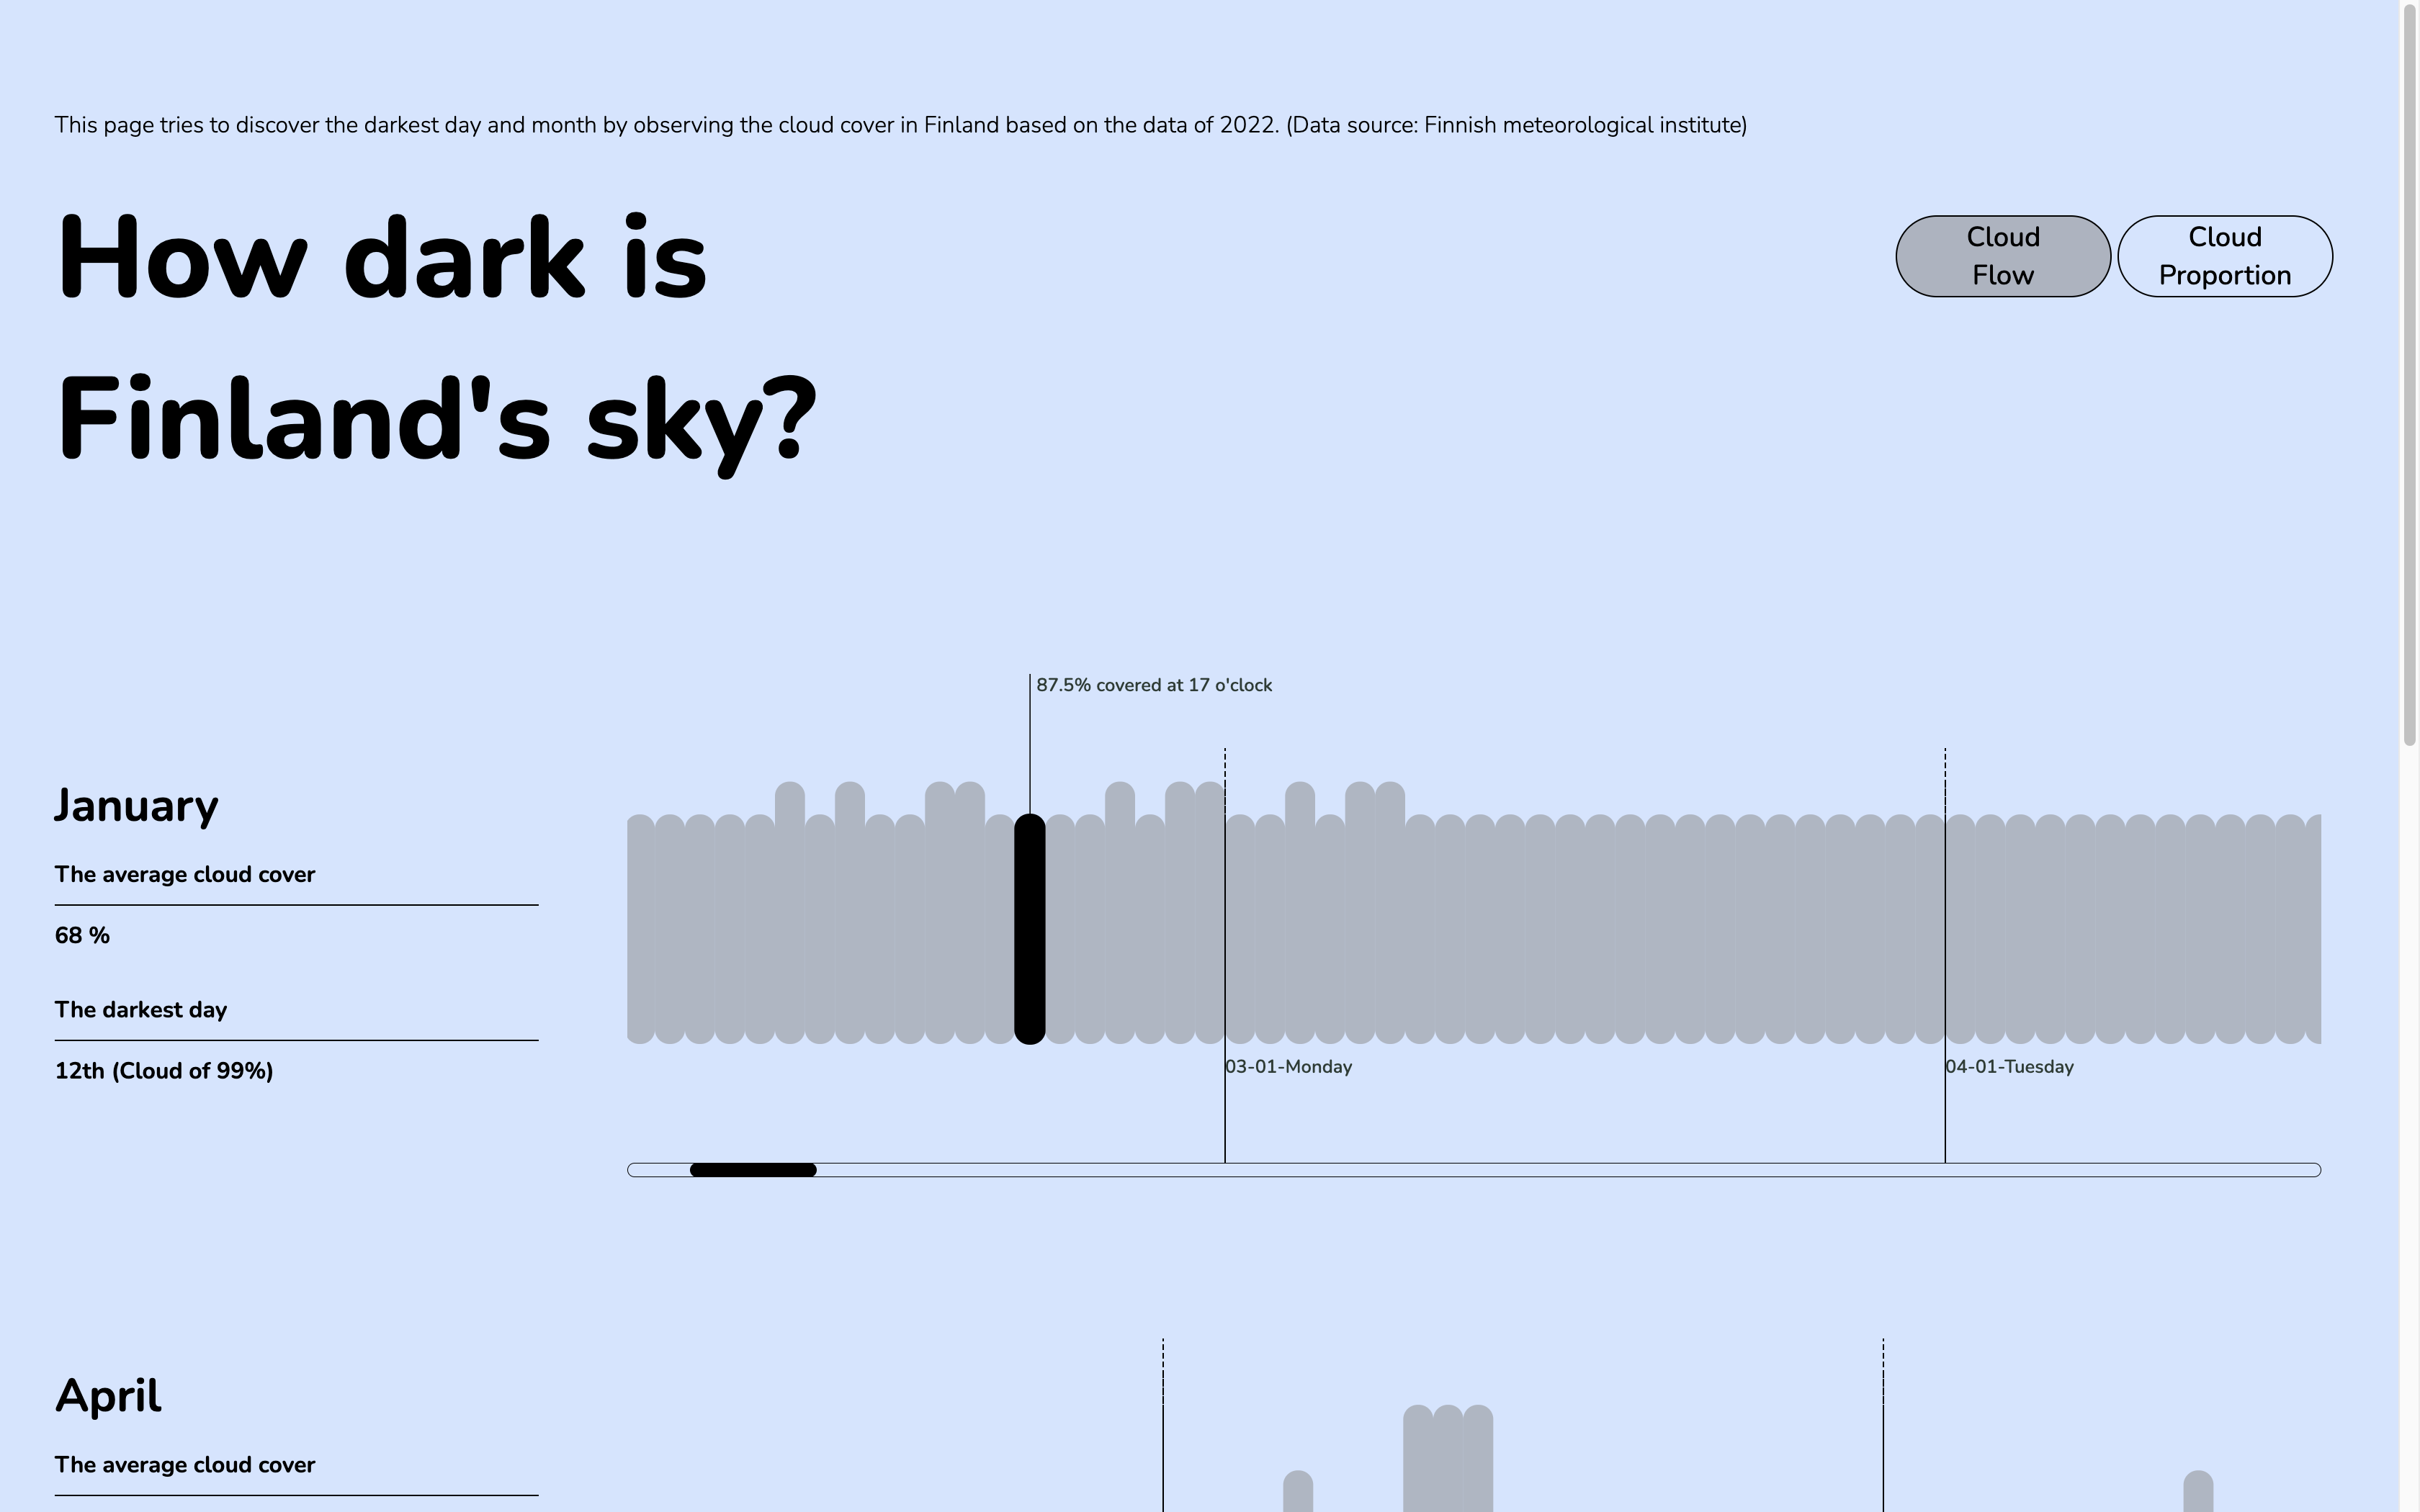 This page tries to discover the darkest day and month by observing the cloud cover in Finland based on the data of 2022. (Data source: Finnish meteorological institute)
How dark is
Finland's sky?
Cloud
Flow
Cloud
Proportion
87.5% covered at 17 o'clock
January
The average cloud cover
68 %
The darkest day
12th (Cloud of 99%)
03-01-Monday
04-01-Tuesday
April
The average cloud cover